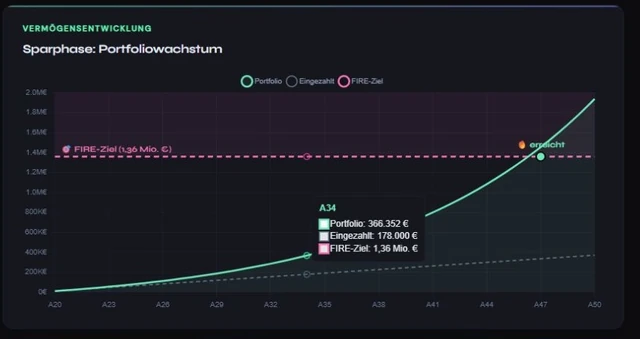 VERMÖGENSENTWICKLUNG
Sparphase: Portfoliowachstum
Portfolio Eingezahlt FIRE-Ziel
2.0M€
1.8M€
1.6M€
1.4M€
1.2M€
1.0M€
800K€
600K€
400K€
200K€
0€
FIRE-Ziel (1,36 Mio. €)
erreicht
A34
Portfolio: 366.352 €
Eingezahlt: 178.000 €
FIRE-Ziel: 1,36 Mio. €
A20 A23 A26 A29 A32 A35 A38 A41 A44 A47 A50